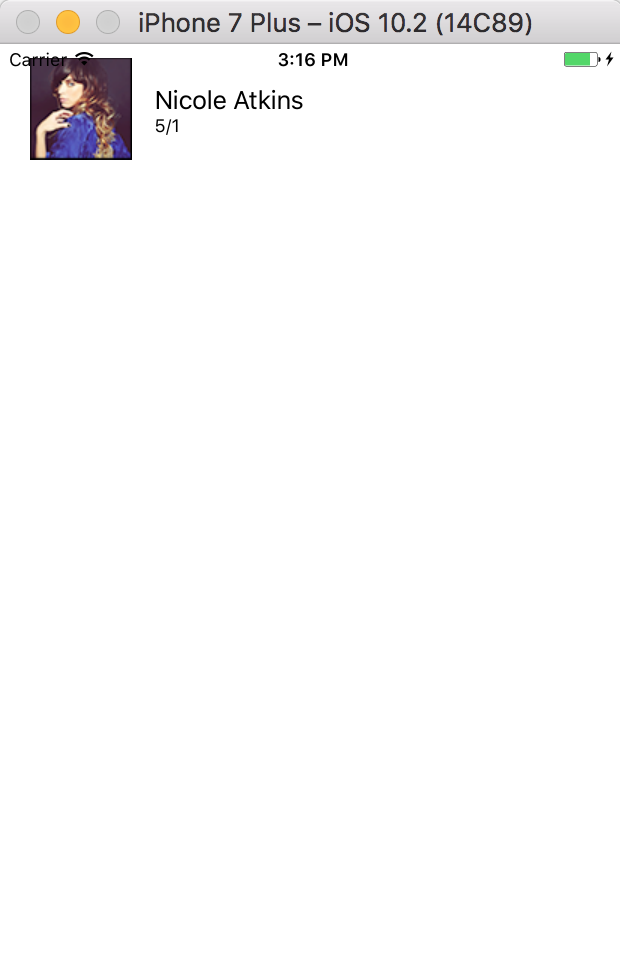 iPhone 7 Plus – iOS 10.2 (14C89)
Carrier 3:16 PM
Nicole Atkins
5/1